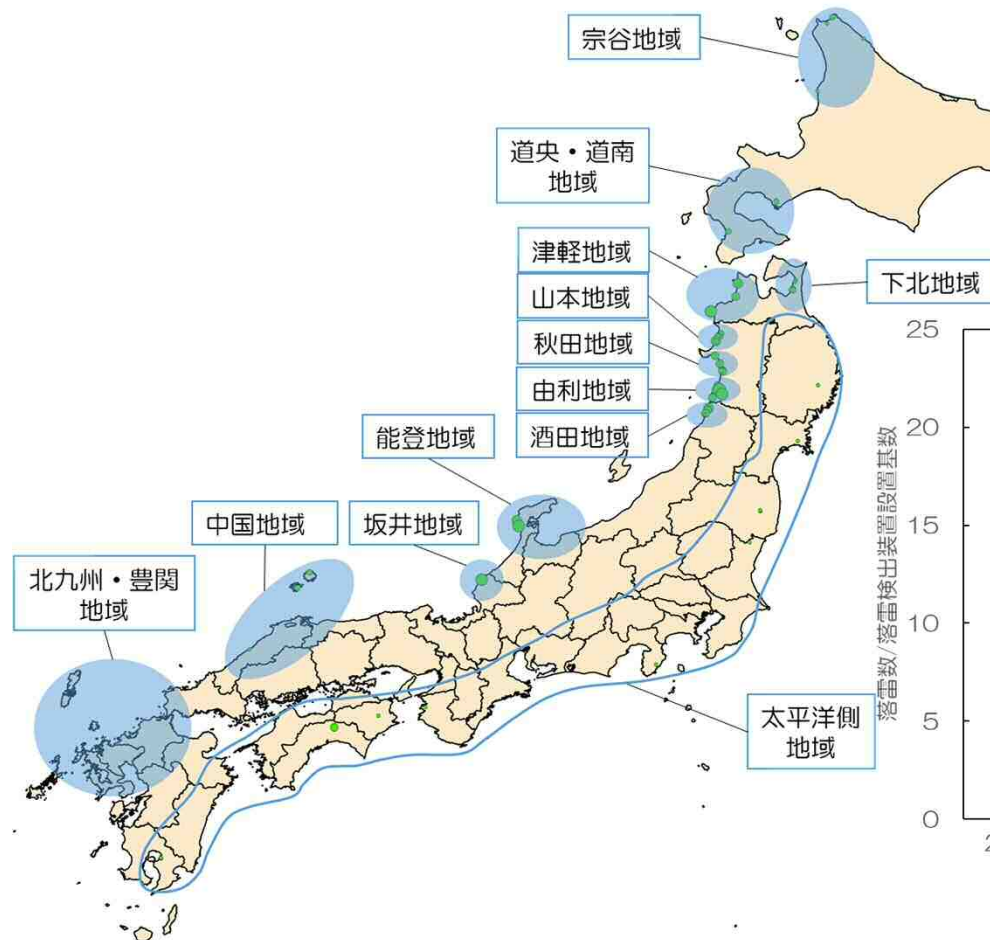 宗谷地域
道央・道南
地域
津軽地域
下北地域
山本地域
秋田地域
由利地域
酒田地域
能登地域
中国地域
坂井地域
北九州・豊関
地域
太平洋側
地域
落雷数/落雷検出装置設置基数
25
20
15
10
5
0
2